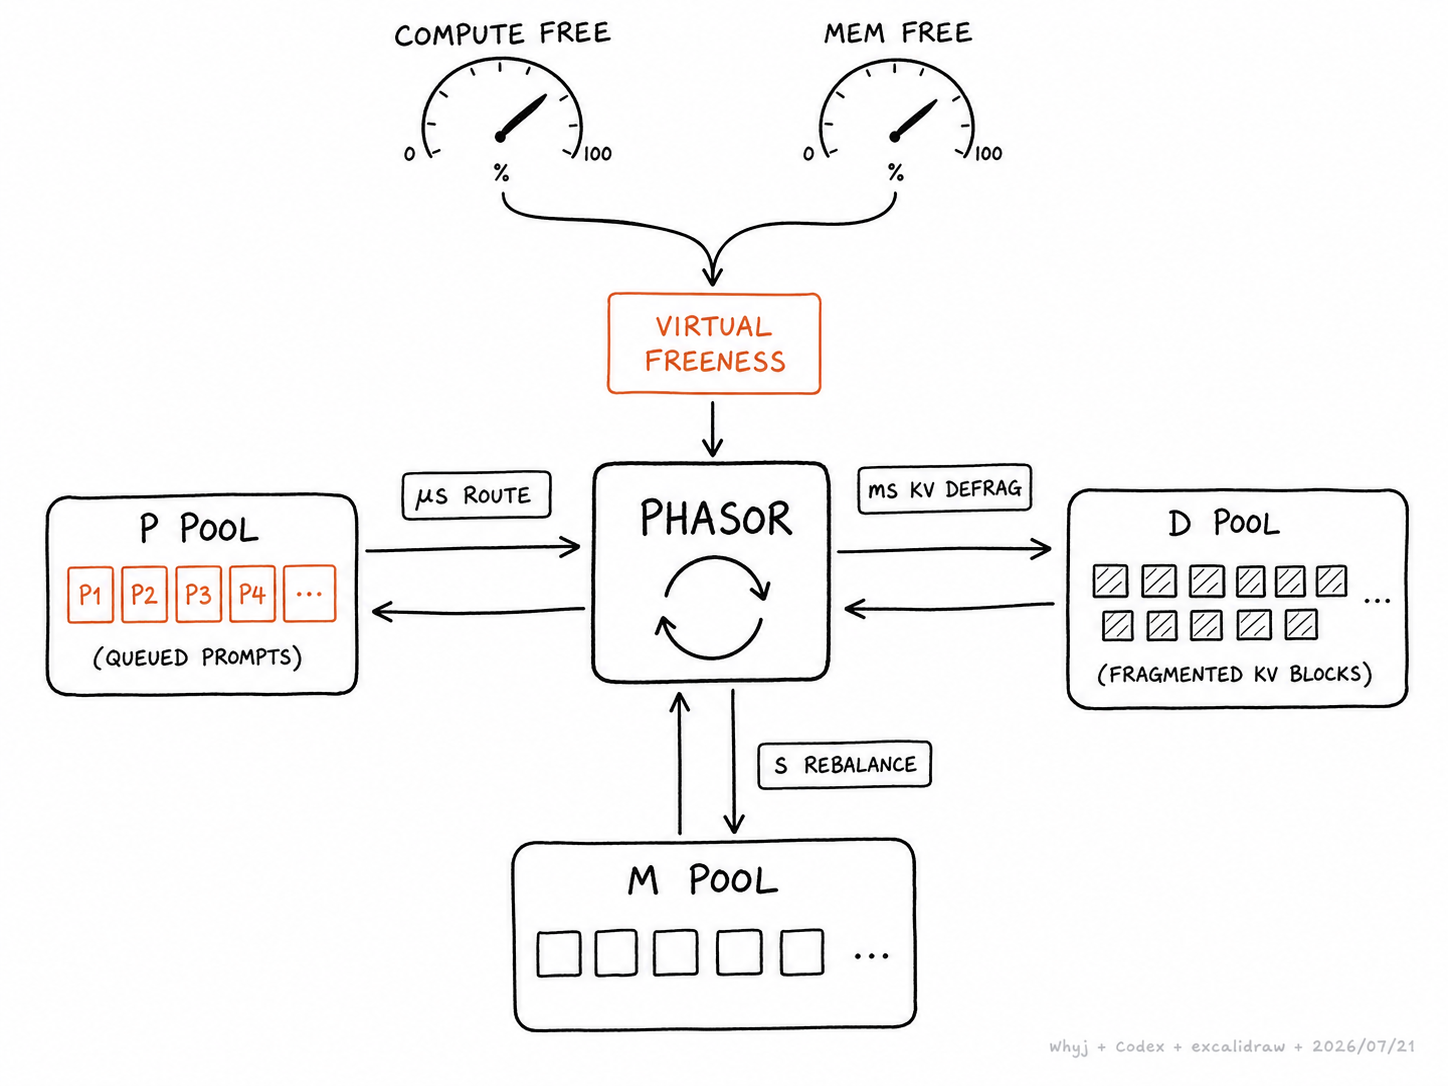 COMPUTE FREE
MEM FREE
0
100
%
0
100
%
VIRTUAL
FREENESS
µS ROUTE
PHASOR
mS KV DEFRAG
P POOL
P1 P2 P3 P4 ...
(QUEUED PROMPTS)
D POOL
...
(FRAGMENTED KV BLOCKS)
S REBALANCE
M POOL
...
whyj + Codex + excalidraw + 2026/07/21